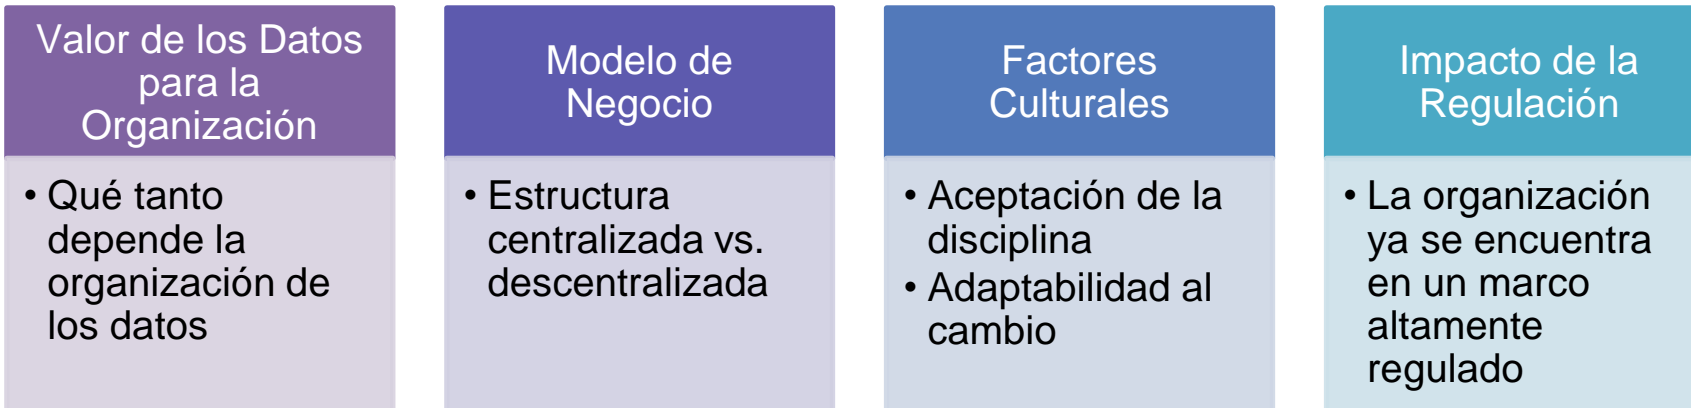 Valor de los Datos
para la
Organización
• Qué tanto
depende la
organización de
los datos
Modelo de
Negocio
• Estructura
centralizada vs.
descentralizada
Factores
Culturales
• Aceptación de la
disciplina
• Adaptabilidad al
cambio
Impacto de la
Regulación
• La organización
ya se encuentra
en un marco
altamente
regulado